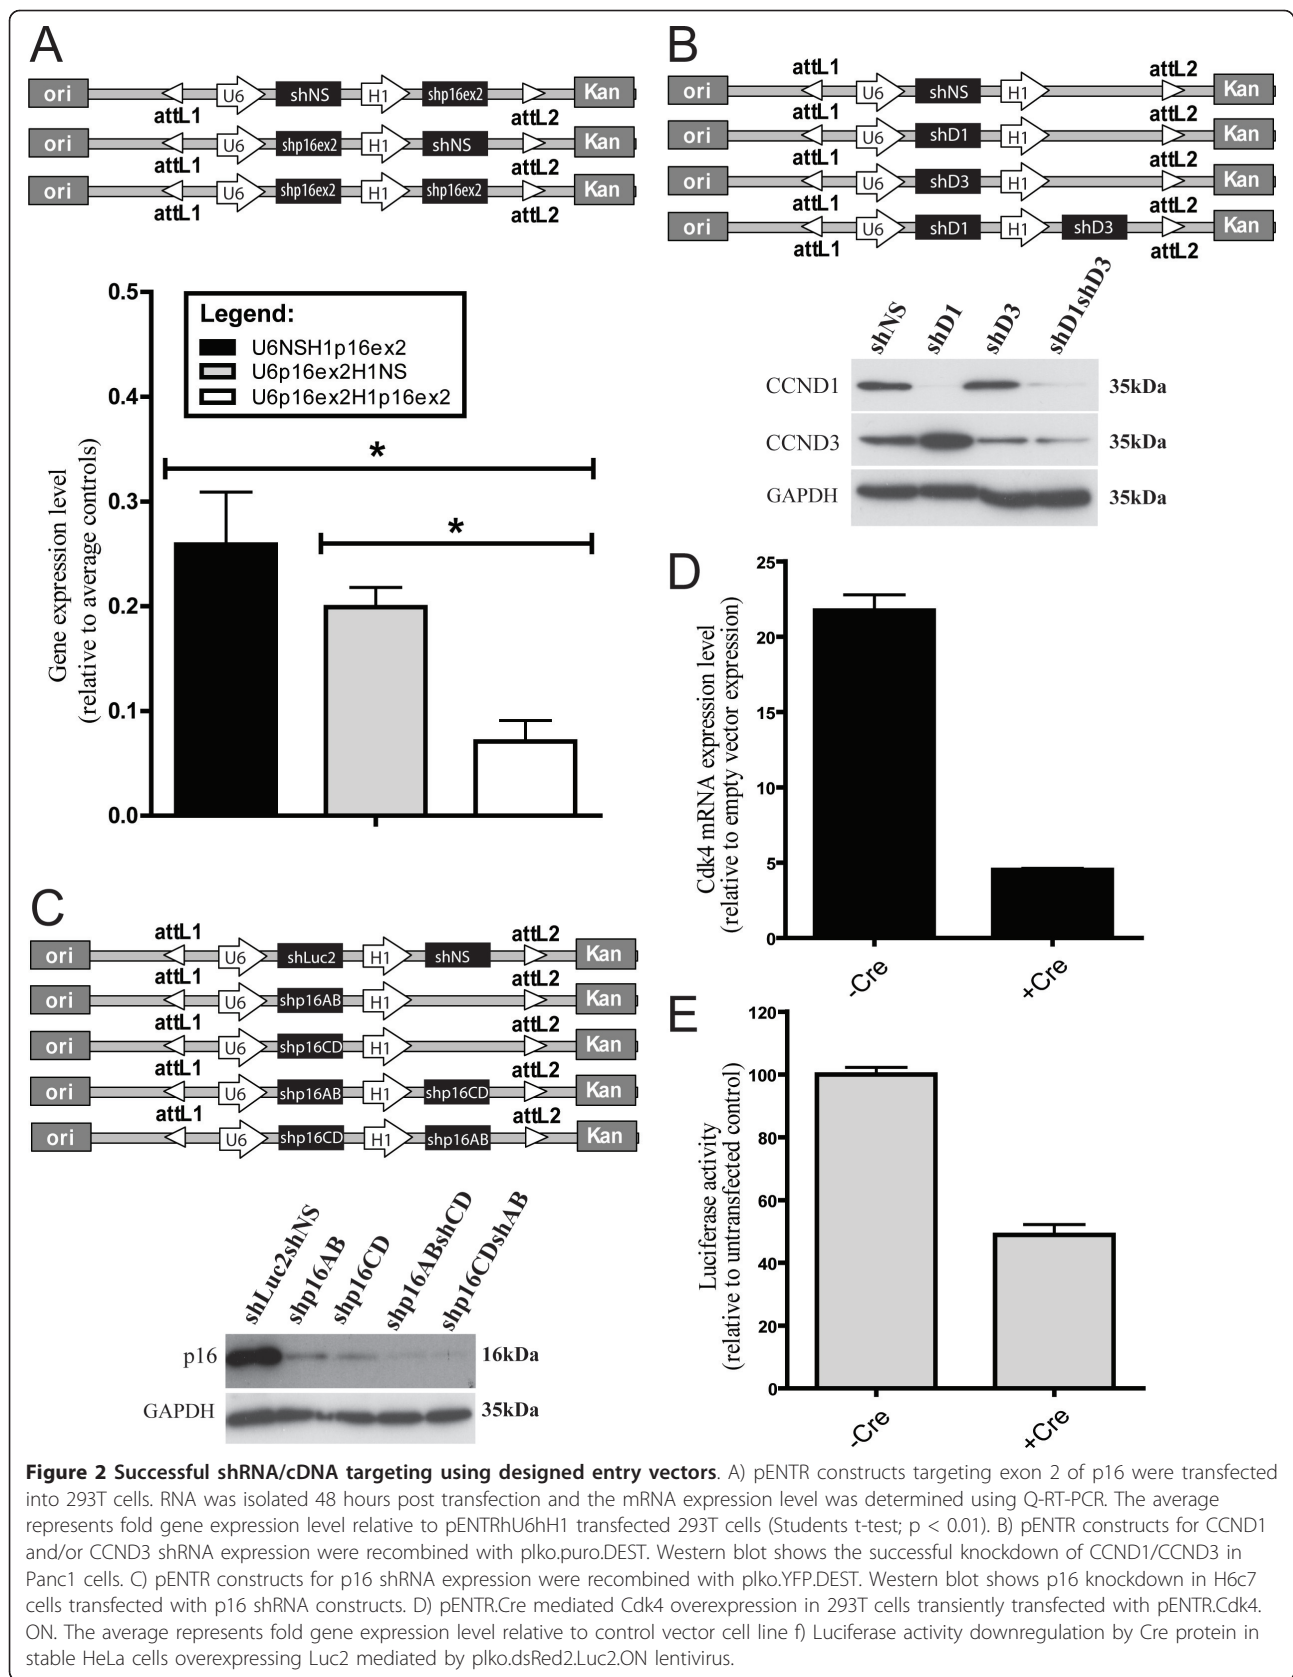 A
ori U6 shNS H1 shp16ex2 Kan
attL1 attL2
ori U6 shp16ex2 H1 shNS Kan
attL1 attL2
ori U6 shp16ex2 H1 shp16ex2 Kan
attL1 attL2
Gene expression level
(relative to average controls)
0.5
0.4
0.3
0.2
0.1
0.0
Legend:
U6NSH1p16ex2
U6p16ex2H1NS
U6p16ex2H1p16ex2
*
*
B
attL1 attL2
ori U6 shNS H1 Kan
attL1 attL2
ori U6 shD1 H1 Kan
attL1 attL2
ori U6 shD3 H1 Kan
attL1 attL2
ori U6 shD1 H1 shD3 Kan
attL1 attL2
shNS shD1 shD3 shD1shD3
CCND1 35kDa
CCND3 35kDa
GAPDH 35kDa
C
attL1 attL2
ori U6 shLuc2 H1 shNS Kan
attL1 attL2
ori U6 shp16AB H1 Kan
attL1 attL2
ori U6 shp16CD H1 Kan
attL1 attL2
ori U6 shp16AB H1 shp16CD Kan
attL1 attL2
ori U6 shp16CD H1 shp16AB Kan
shLuc2shNS shp16AB shp16CD shp16ABshCD shp16CDshAB
p16 16kDa
GAPDH 35kDa
D
Cdk4 mRNA expression level
(relative to empty vector expression)
25
20
15
10
5
0
-Cre +Cre
E
Luciferase activity
(relative to untransfected control)
120
100
80
60
40
20
0
-Cre +Cre
Figure 2 Successful shRNA/cDNA targeting using designed entry vectors. A) pENTR constructs targeting exon 2 of p16 were transfected
into 293T cells. RNA was isolated 48 hours post transfection and the mRNA expression level was determined using Q-RT-PCR. The average
represents fold gene expression level relative to pENTRhU6hH1 transfected 293T cells (Students t-test; p < 0.01). B) pENTR constructs for CCND1
and/or CCND3 shRNA expression were recombined with plko.puro.DEST. Western blot shows the successful knockdown of CCND1/CCND3 in
Panc1 cells. C) pENTR constructs for p16 shRNA expression were recombined with plko.YFP.DEST. Western blot shows p16 knockdown in H6c7
cells transfected with p16 shRNA constructs. D) pENTR.Cre mediated Cdk4 overexpression in 293T cells transiently transfected with pENTR.Cdk4.
ON. The average represents fold gene expression level relative to control vector cell line f) Luciferase activity downregulation by Cre protein in
stable HeLa cells overexpressing Luc2 mediated by plko.dsRed2.Luc2.ON lentivirus.